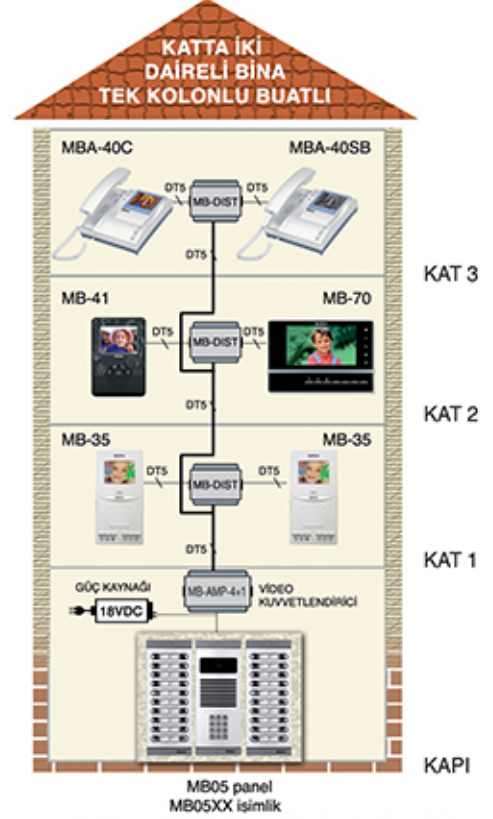 KATTA İKİ
DAİRELİ BİNA
TEK KOLONLU BUATLI
MBA-40C
MBA-40SB
DT5
MB-DIST
DT5
DT5
KAT 3
MB-41
MB-70
DT5
MB-DIST
DT5
DT5
KAT 2
MB-35
MB-35
DT5
MB-DIST
DT5
DT5
KAT 1
GÜÇ KAYNAĞI
18VDC
MB-AMP-4+1
VİDEO
KUVVETLENDİRİCİ
KAPI
MB05 panel
MB05XX isimlik